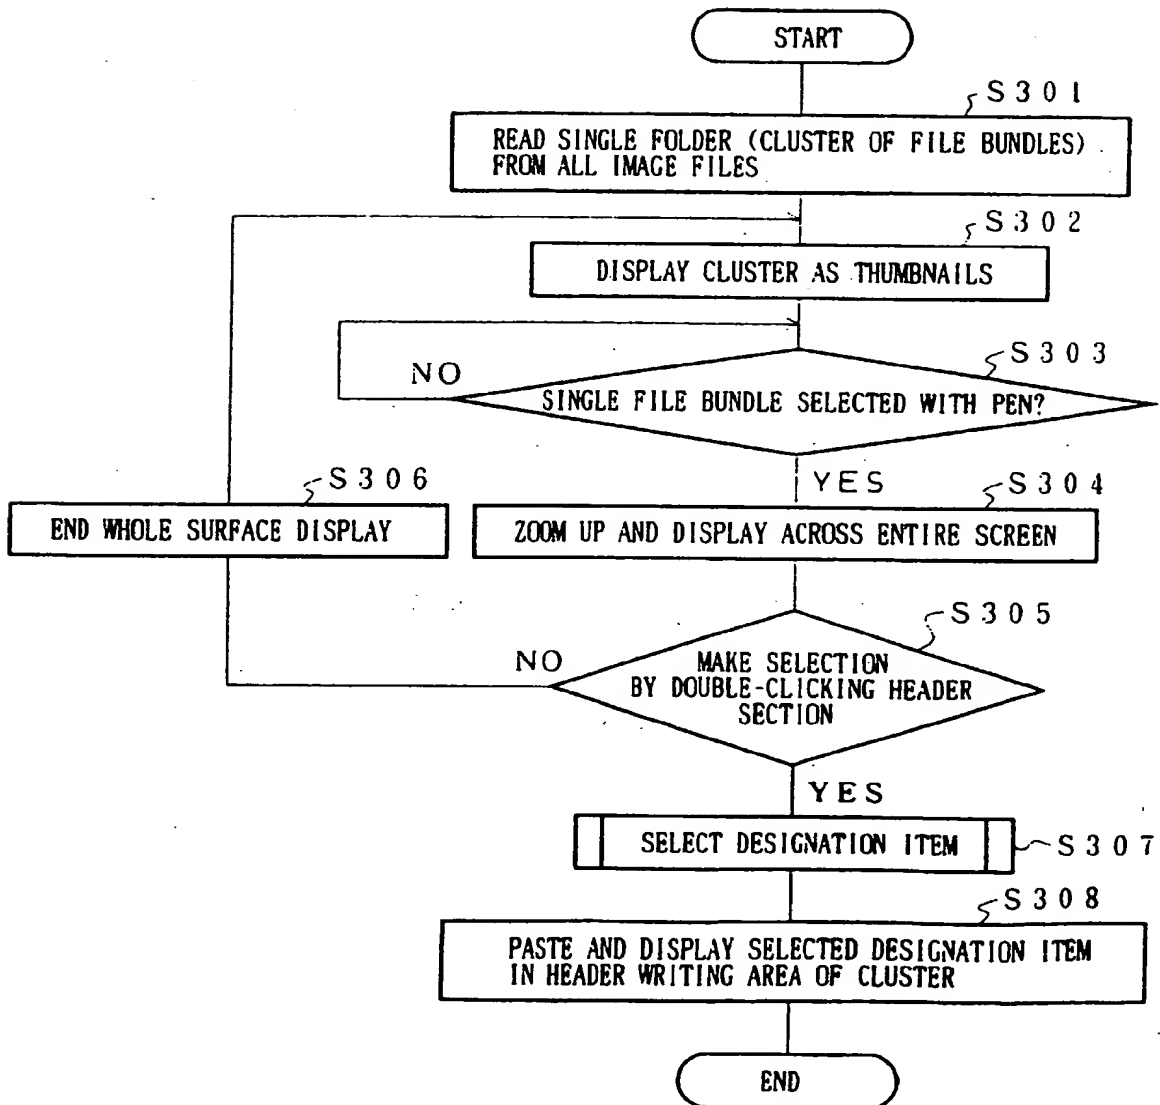 START
S301
READ SINGLE FOLDER (CLUSTER OF FILE BUNDLES)
FROM ALL IMAGE FILES
S302
DISPLAY CLUSTER AS THUMBNAILS
S303
NO
SINGLE FILE BUNDLE SELECTED WITH PEN?
YES
S306
S304
END WHOLE SURFACE DISPLAY
ZOOM UP AND DISPLAY ACROSS ENTIRE SCREEN
S305
NO
MAKE SELECTION
BY DOUBLE-CLICKING HEADER
SECTION
YES
SELECT DESIGNATION ITEM
S307
S308
PASTE AND DISPLAY SELECTED DESIGNATION ITEM
IN HEADER WRITING AREA OF CLUSTER
END